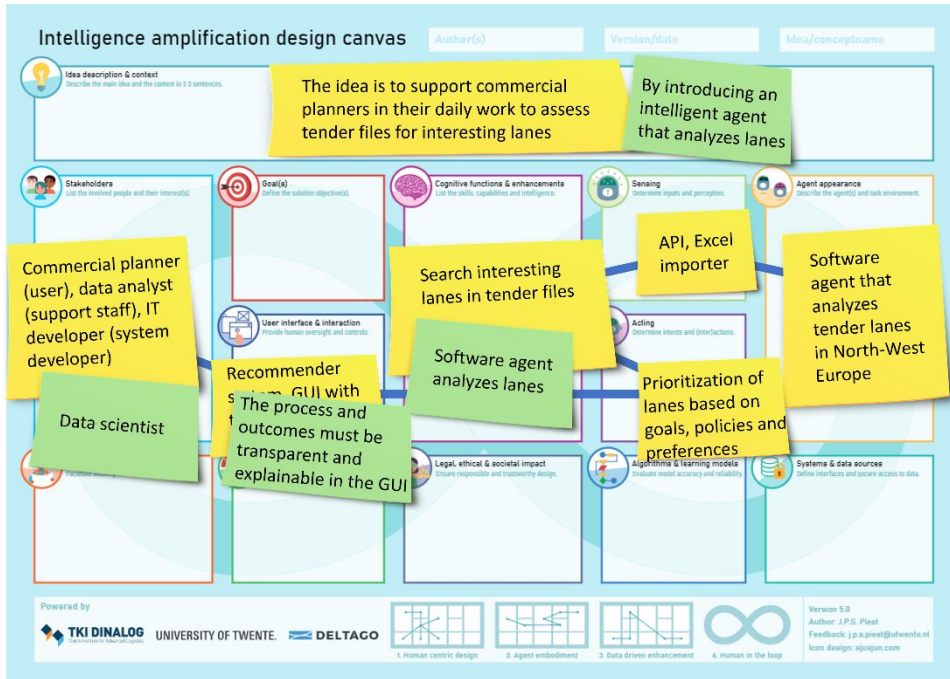 Intelligence amplification design canvas
Author(s)
Version/date
Idea/conceptname
Idea description & context
Describe the main idea and the context in 2 3 sentences.
The idea is to support commercial
planners in their daily work to assess
tender files for interesting lanes
By introducing an
intelligent agent
that analyzes lanes
Stakeholders
List the involved people and their interest(s).
Goal(s)
Define the solution objective(s).
Cognitive functions & enhancements
List the skills, capabilities and intelligence.
Sensing
Determine inputs and perception.
Agent appearance
Describe the agent(s) and task environment.
Commercial planner
(user), data analyst
(support staff), IT
developer (system
developer)
Data scientist
User interface & interaction
Provide human oversight and controls.
Recommender
GUI with
The process and
outcomes must be
transparent and
explainable in the GUI
Search interesting
lanes in tender files
Software agent
analyzes lanes
API, Excel
importer
Acting
Determine intents and (inter)actions.
Prioritization of
lanes based on
goals, policies and
preferences
Software
agent that
analyzes
tender lanes
in North-West
Europe
Legal, ethical & societal impact
Ensure responsible and trustworthy design.
Algorithms & learning models
Evaluate model accuracy and reliability.
Systems & data sources
Define interfaces and secure access to data.
Powered by
TKI DINALOG
UNIVERSITY OF TWENTE.
DELTAGO
1. Human centric design
2. Agent embodiment
3. Data driven enhancement
4. Human in the loop
Version 5.0
Author: J.P.S. Piest
Feedback: j.p.s.piest@utwente.nl
Icon design: ajusjun.com